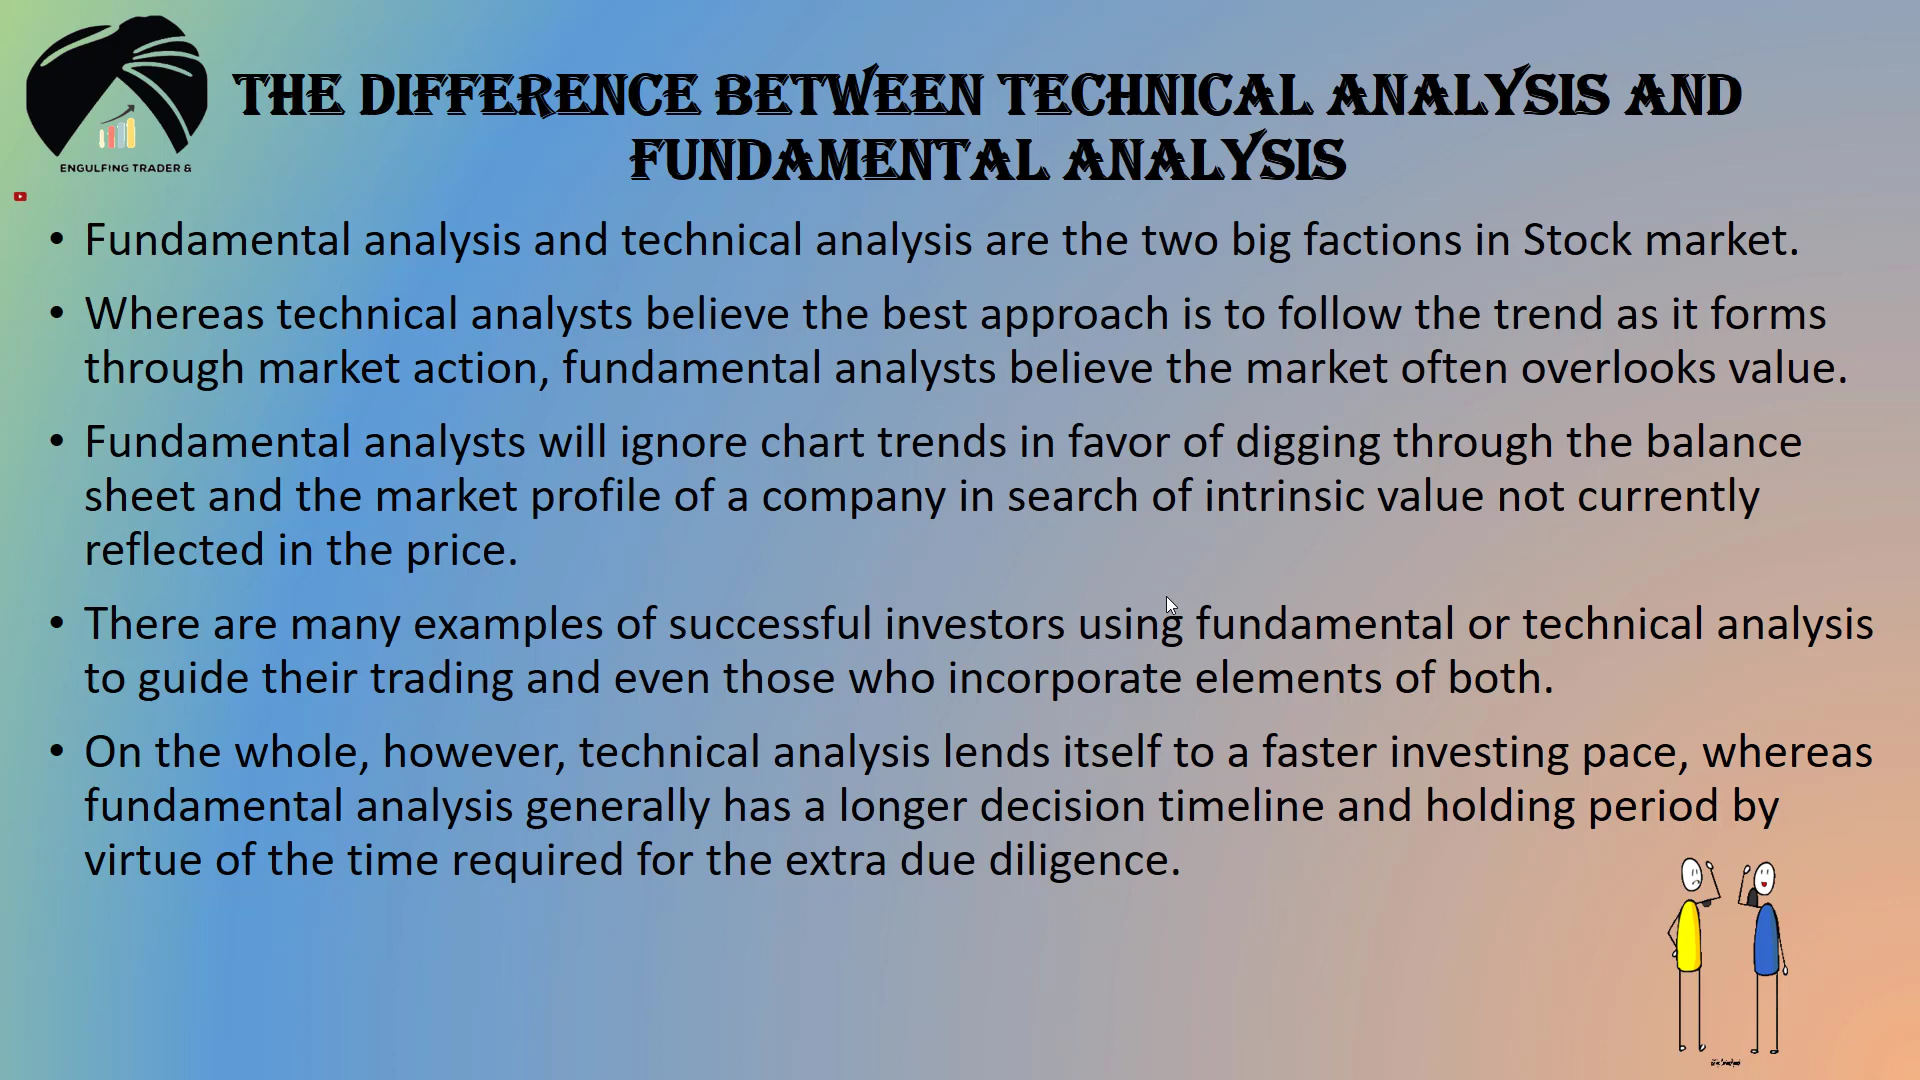 ENGULFING TRADER &
THE DIFFERENCE BETWEEN TECHNICAL ANALYSIS AND
FUNDAMENTAL ANALYSIS
• Fundamental analysis and technical analysis are the two big factions in Stock market.
• Whereas technical analysts believe the best approach is to follow the trend as it forms
through market action, fundamental analysts believe the market often overlooks value.
• Fundamental analysts will ignore chart trends in favor of digging through the balance
sheet and the market profile of a company in search of intrinsic value not currently
reflected in the price.
• There are many examples of successful investors using fundamental or technical analysis
to guide their trading and even those who incorporate elements of both.
• On the whole, however, technical analysis lends itself to a faster investing pace, whereas
fundamental analysis generally has a longer decision timeline and holding period by
virtue of the time required for the extra due diligence.